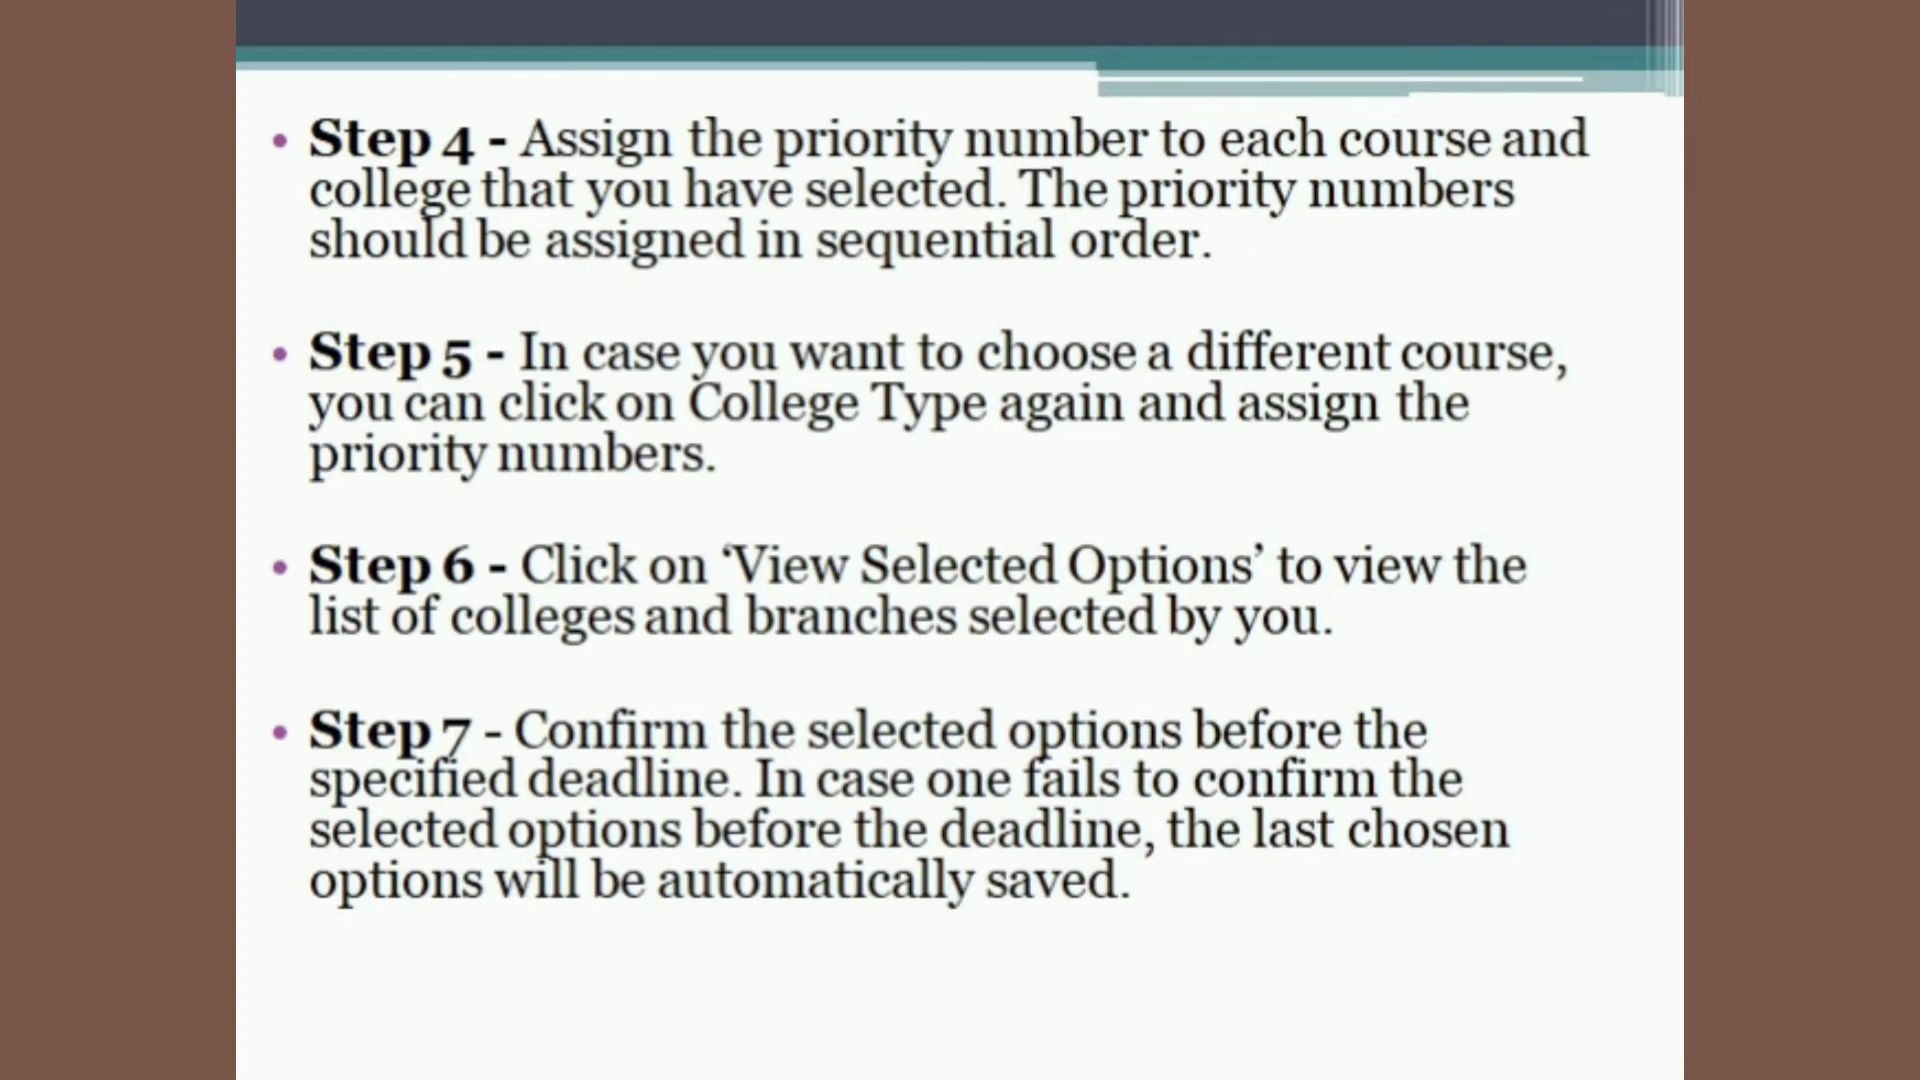 • Step 4 - Assign the priority number to each course and
college that you have selected. The priority numbers
should be assigned in sequential order.
• Step 5 - In case you want to choose a different course,
you can click on College Type again and assign the
priority numbers.
• Step 6 - Click on ‘View Selected Options’ to view the
list of colleges and branches selected by you.
• Step 7 - Confirm the selected options before the
specified deadline. In case one fails to confirm the
selected options before the deadline, the last chosen
options will be automatically saved.